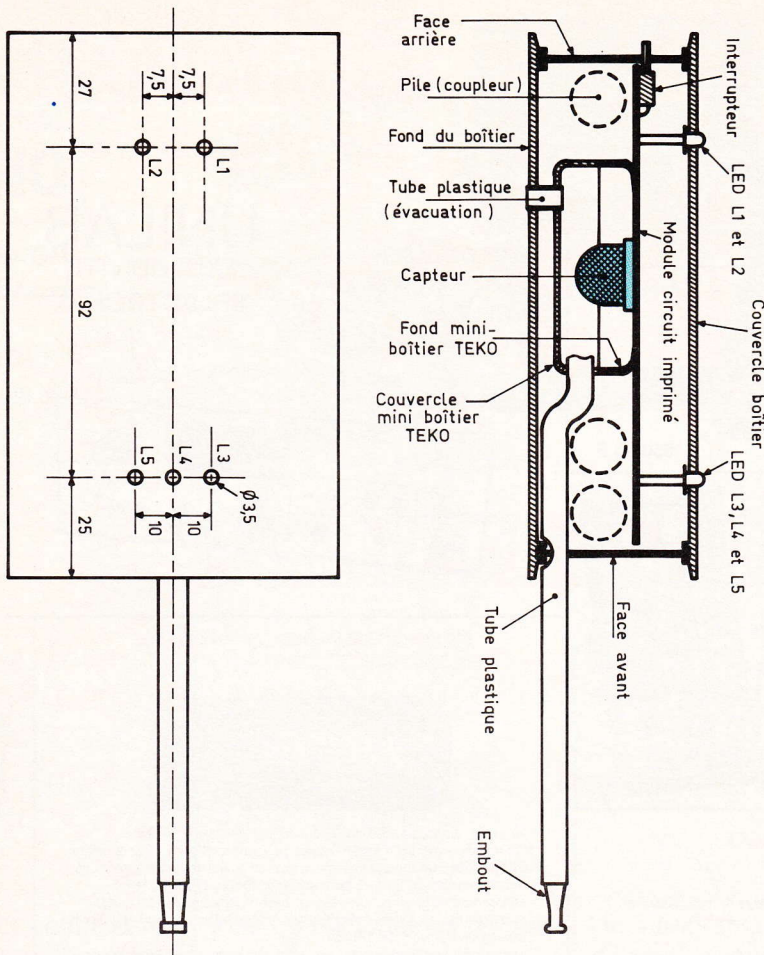 7,5
7,5
27
L1
L2
92
L3
L4
L5
Ø 3,5
10
10
25
Face
arrière
Pile (coupleur)
Fond du boîtier
Tube plastique
(évacuation)
Capteur
Fond mini-
boîtier TEKO
Couvercle
mini boîtier
TEKO
Interrupteur
LED L1 et L2
Module circuit imprimé
Couvercle boîtier
LED L3,L4 et L5
Face avant
Tube
plastique
Embout